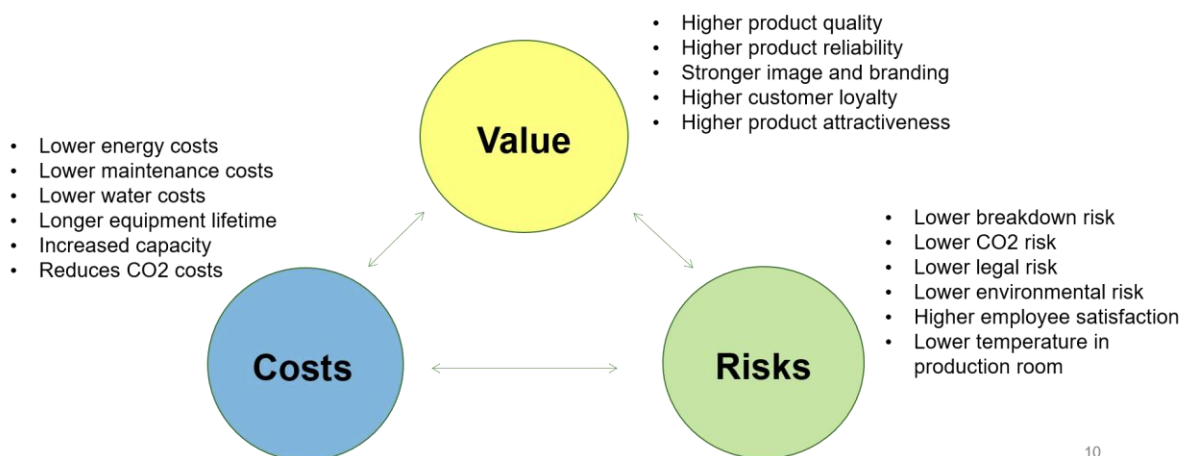 • Higher product quality
• Higher product reliability
• Stronger image and branding
• Higher customer loyalty
• Higher product attractiveness
Value
• Lower energy costs
• Lower maintenance costs
• Lower water costs
• Longer equipment lifetime
• Increased capacity
• Reduces CO2 costs
• Lower breakdown risk
• Lower CO2 risk
• Lower legal risk
• Lower environmental risk
• Higher employee satisfaction
• Lower temperature in
production room
Costs
Risks
10